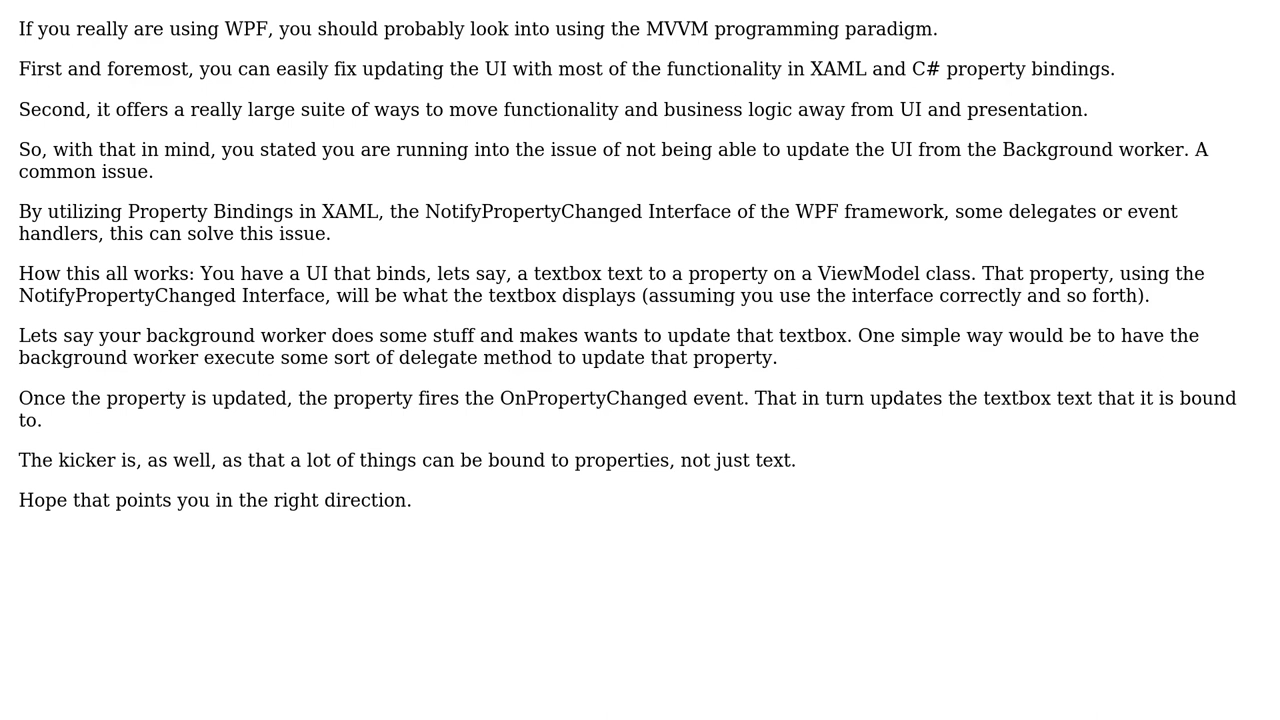 If you really are using WPF, you should probably look into using the MVVM programming paradigm.
First and foremost, you can easily fix updating the UI with most of the functionality in XAML and C# property bindings.
Second, it offers a really large suite of ways to move functionality and business logic away from UI and presentation.
So, with that in mind, you stated you are running into the issue of not being able to update the UI from the Background worker. A
common issue.
By utilizing Property Bindings in XAML, the NotifyPropertyChanged Interface of the WPF framework, some delegates or event
handlers, this can solve this issue.
How this all works: You have a UI that binds, lets say, a textbox text to a property on a ViewModel class. That property, using the
NotifyPropertyChanged Interface, will be what the textbox displays (assuming you use the interface correctly and so forth).
Lets say your background worker does some stuff and makes wants to update that textbox. One simple way would be to have the
background worker execute some sort of delegate method to update that property.
Once the property is updated, the property fires the OnPropertyChanged event. That in turn updates the textbox text that it is bound
to.
The kicker is, as well, as that a lot of things can be bound to properties, not just text.
Hope that points you in the right direction.